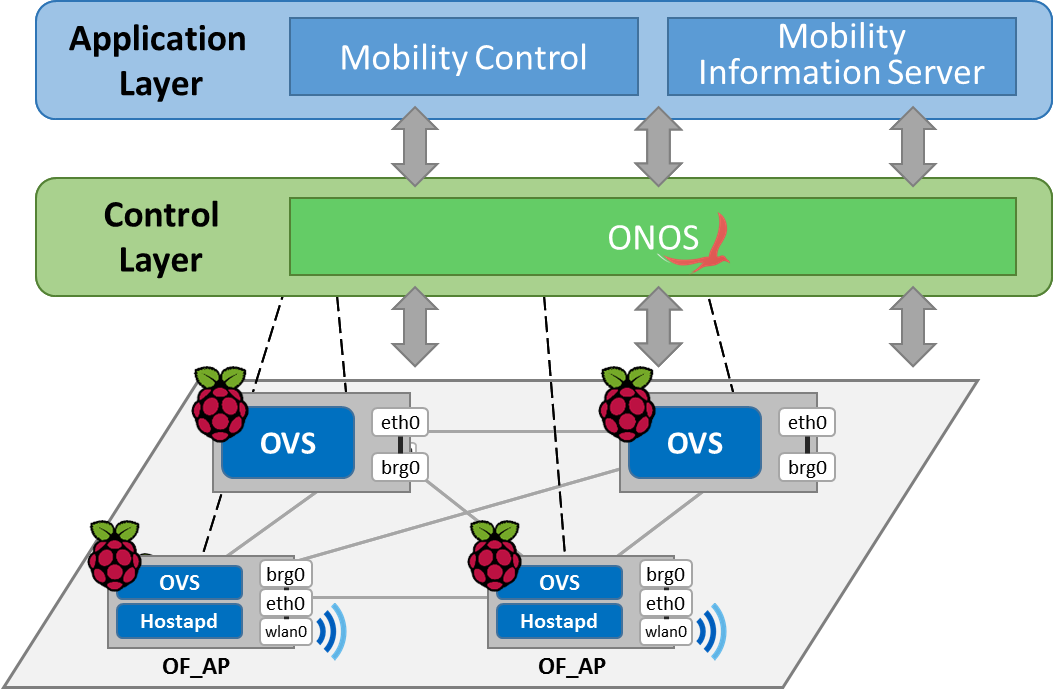 Application
Layer
Mobility Control
Mobility
Information Server
Control
Layer
ONOS
OVS
eth0
brg0
OVS
eth0
brg0
OVS
Hostapd
brg0
eth0
wlan0
OF_AP
OVS
Hostapd
brg0
eth0
wlan0
OF_AP